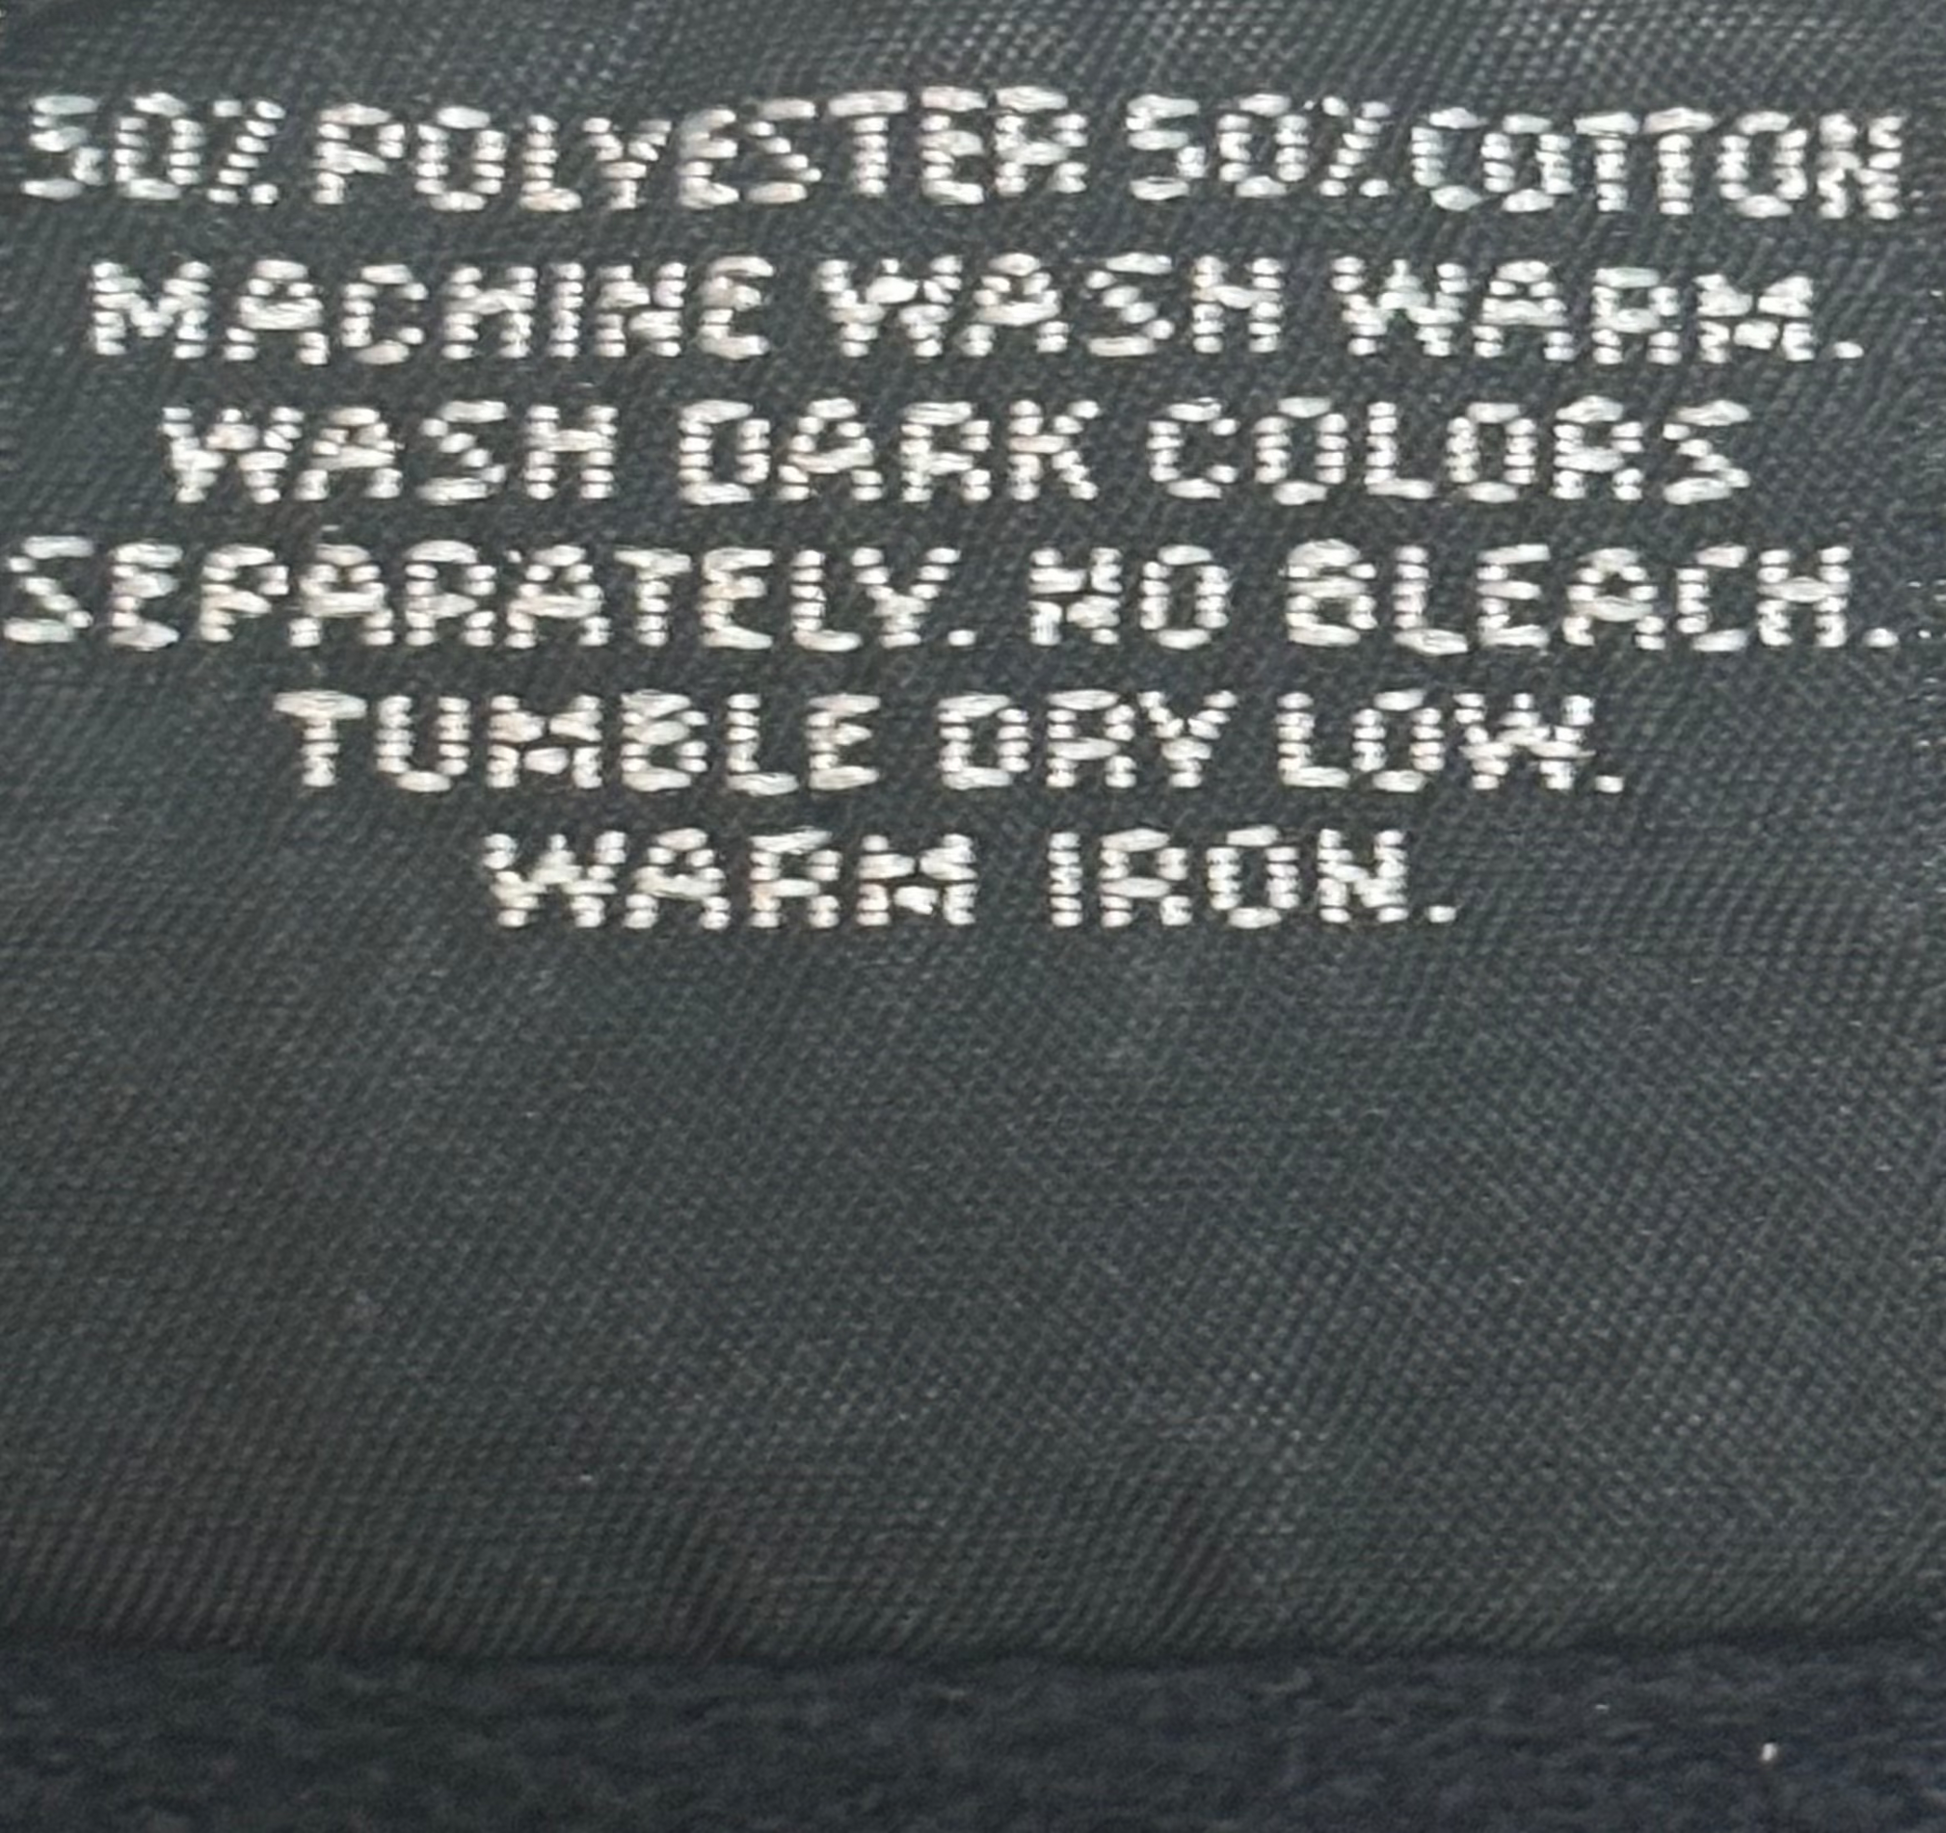 50% POLYESTER 50% COTTON
MACHINE WASH WARM.
WASH DARK COLORS
SEPARATELY. NO BLEACH.
TUMBLE DRY LOW.
WARM IRON.